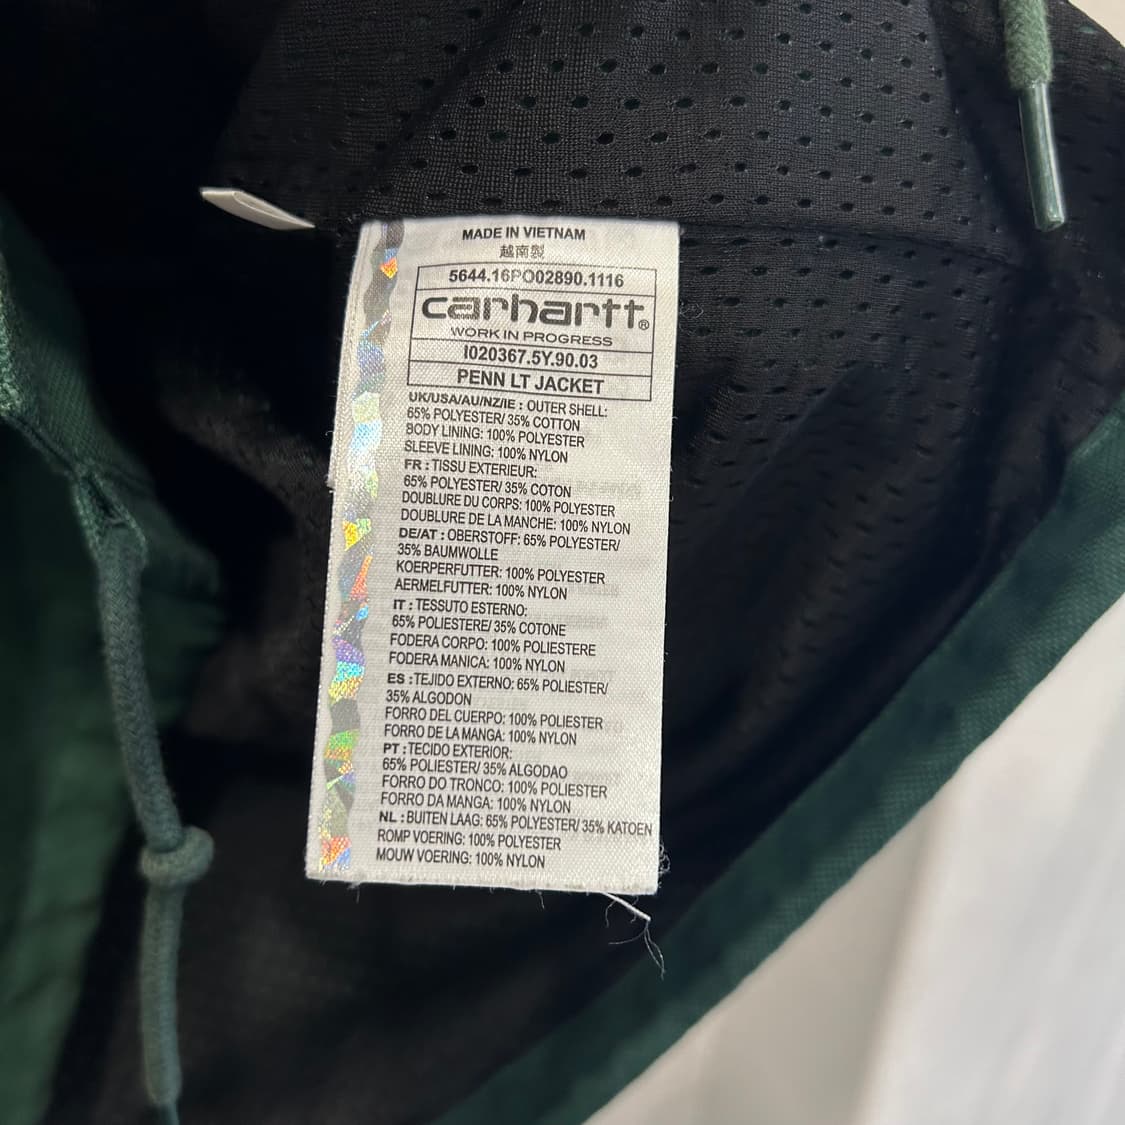 MADE IN VIETNAM
越南製
5644.16PO02890.1116
carhartt®
WORK IN PROGRESS
I020367.5Y.90.03
PENN LT JACKET
UK/USA/AU/NZ/IE : OUTER SHELL:
65% POLYESTER/ 35% COTTON
BODY LINING: 100% POLYESTER
SLEEVE LINING: 100% NYLON
FR : TISSU EXTERIEUR:
65% POLYESTER/ 35% COTON
DOUBLURE DU CORPS: 100% POLYESTER
DOUBLURE DE LA MANCHE: 100% NYLON
DE/AT : OBERSTOFF: 65% POLYESTER/
35% BAUMWOLLE
KOERPERFUTTER: 100% POLYESTER
AERMELFUTTER: 100% NYLON
IT : TESSUTO ESTERNO:
65% POLIESTERE/ 35% COTONE
FODERA CORPO: 100% POLIESTERE
FODERA MANICA: 100% NYLON
ES : TEJIDO EXTERNO: 65% POLIESTER/
35% ALGODON
FORRO DEL CUERPO: 100% POLIESTER
FORRO DE LA MANGA: 100% NYLON
PT : TECIDO EXTERIOR:
65% POLIESTER/ 35% ALGODAO
FORRO DO TRONCO: 100% POLIESTER
FORRO DA MANGA: 100% NYLON
NL : BUITEN LAAG: 65% POLYESTER/ 35% KATOEN
ROMP VOERING: 100% POLYESTER
MOUW VOERING: 100% NYLON